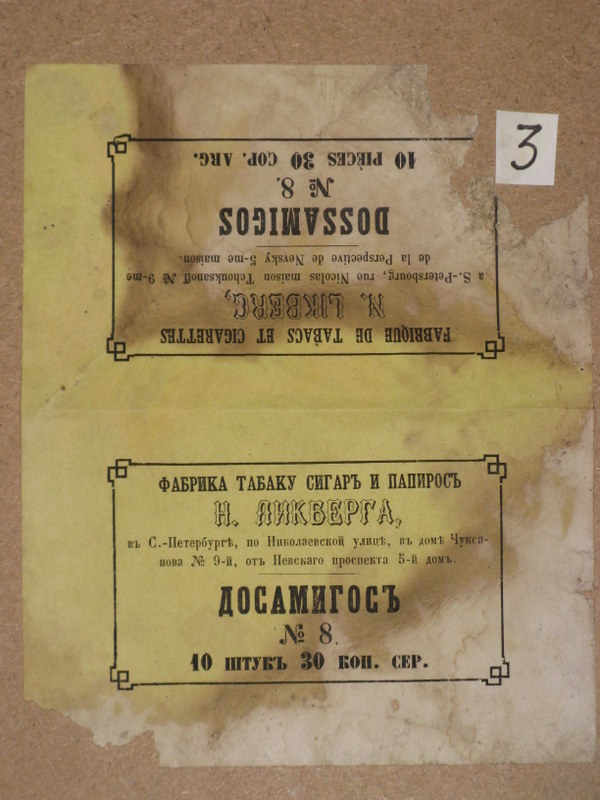 3
10 PIÈCES 30 COP. ARG.
№ 8.
DOSSAMIGOS
de la Perspective de Nevsky 5-me maison.
a S.-Petersbourg, rue Nicolas maison Tchouksanoff № 9-me
N. LIKBERG,
FABRIQUE DE TABACS ET CIGARETTES
ФАБРИКА ТАБАКУ СИГАРЪ И ПАПИРОСЪ
Н. ЛИКБЕРГА,
въ С.-Петербургѣ, по Николаевской улицѣ, въ домѣ Чукса-
нова № 9-й, отъ Невскаго проспекта 5-й домъ.
ДОСАМИГОСЪ
№ 8.
10 ШТУКЪ 30 КОП. СЕР.